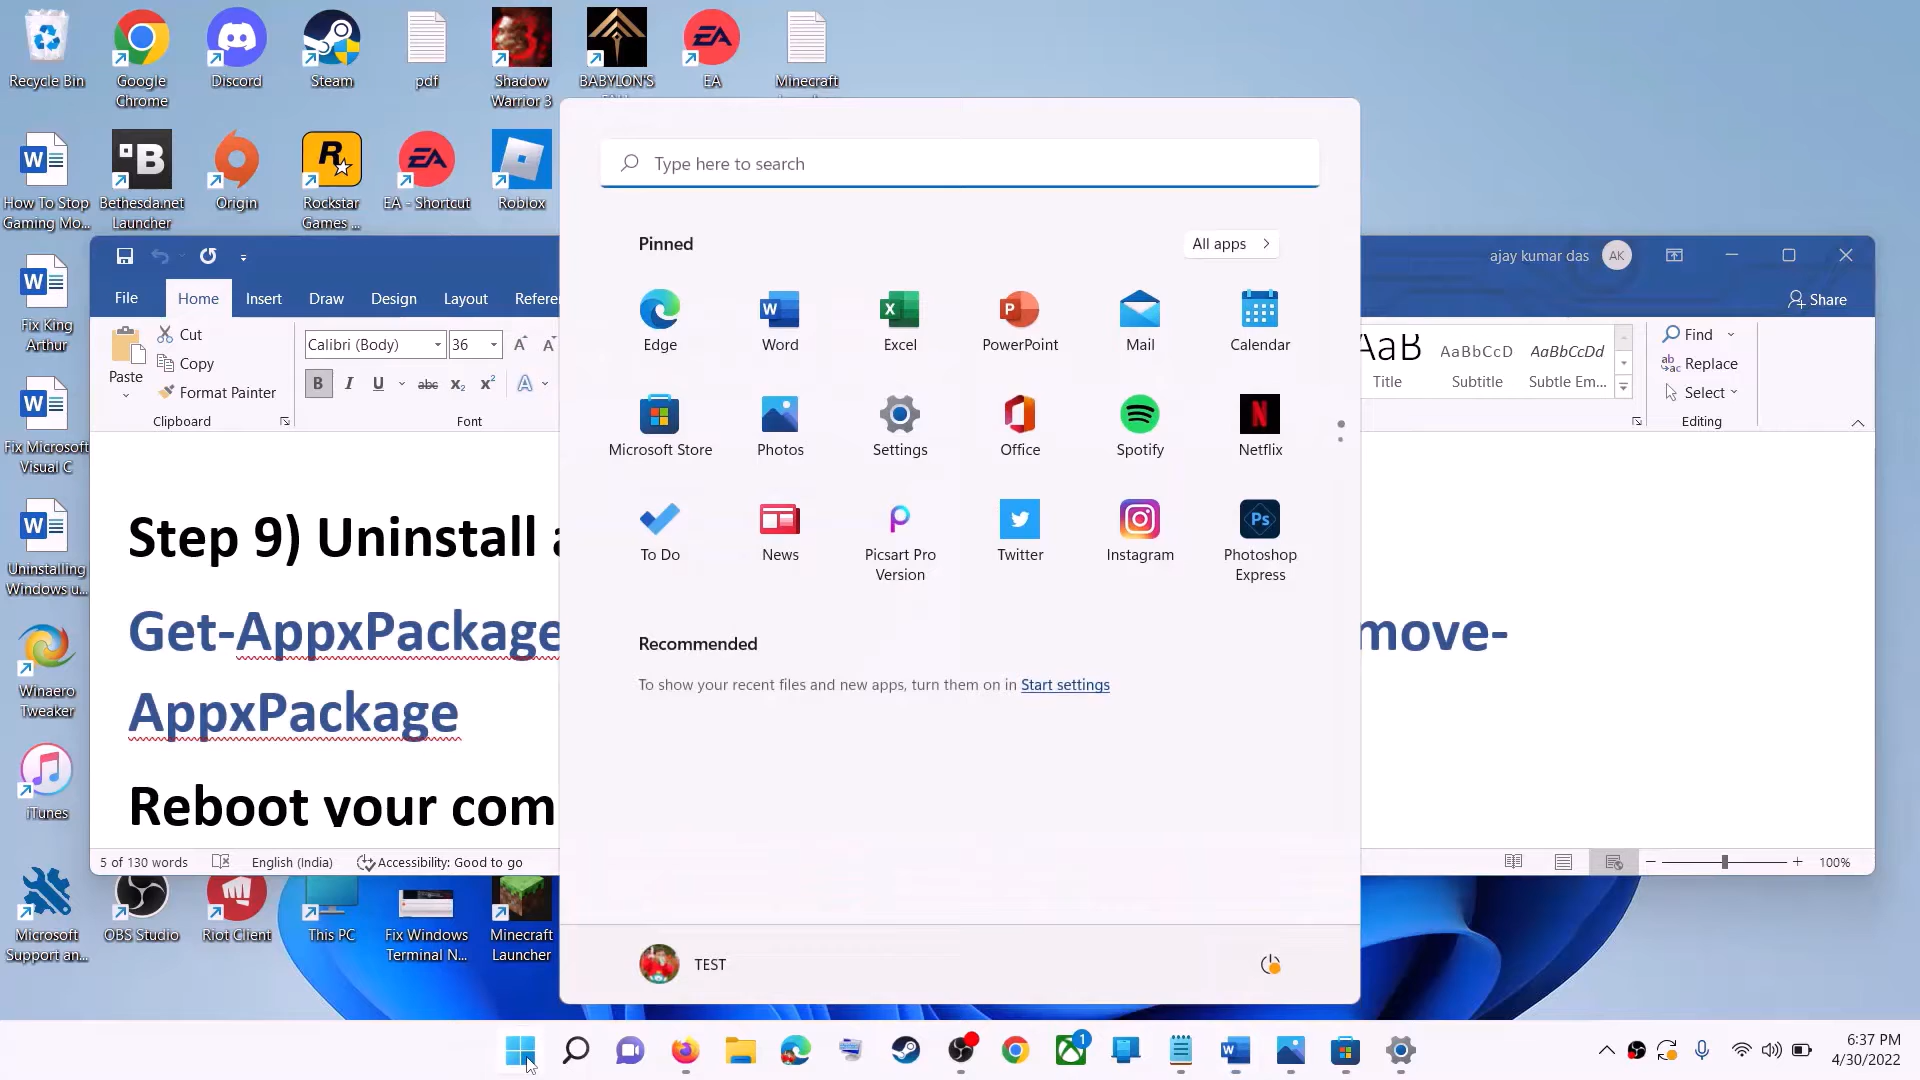 Recycle Bin
Google
Chrome
Discord
Steam
pdf
Shadow
Warrior 3
BABYLON'S
EA
Minecraft
How To Stop
Gaming Mo...
Bethesda.net
Launcher
Origin
Rockstar
Games ...
EA - Shortcut
Roblox
Fix King
Arthur
Fix Microsoft
Visual C
Uninstalling
Windows u...
Winaero
Tweaker
iTunes
Microsoft
Support an...
OBS Studio
Riot Client
This PC
Fix Windows
Terminal N...
Minecraft
Launcher
ajay kumar das
AK
File
Home
Insert
Draw
Design
Layout
Refere
Share
Paste
Cut
Copy
Format Painter
Clipboard
Calibri (Body)
36
Font
AaB
Title
AaBbCcD
Subtitle
AaBbCcDd
Subtle Em...
Find
Replace
Select
Editing
Step 9) Uninstall a
Get-AppxPackage
move-
AppxPackage
Reboot your com
5 of 130 words
English (India)
Accessibility: Good to go
100%
Type here to search
Pinned
All apps
Edge
Word
Excel
PowerPoint
Mail
Calendar
Microsoft Store
Photos
Settings
Office
Spotify
Netflix
To Do
News
Picsart Pro
Version
Twitter
Instagram
Photoshop
Express
Recommended
To show your recent files and new apps, turn them on in Start settings
TEST
1
6:37 PM
4/30/2022